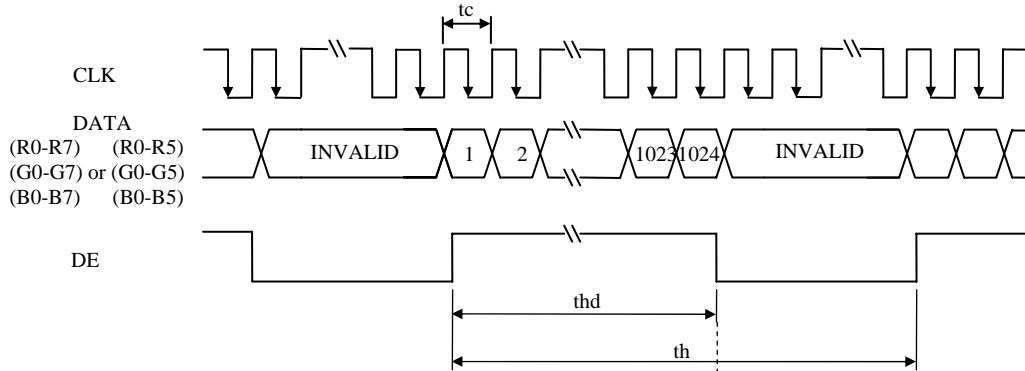 tc
CLK
DATA
(R0-R7) (R0-R5)
(G0-G7) or (G0-G5)
(B0-B7) (B0-B5)
INVALID 1 2 1023 1024 INVALID
DE
thd
th